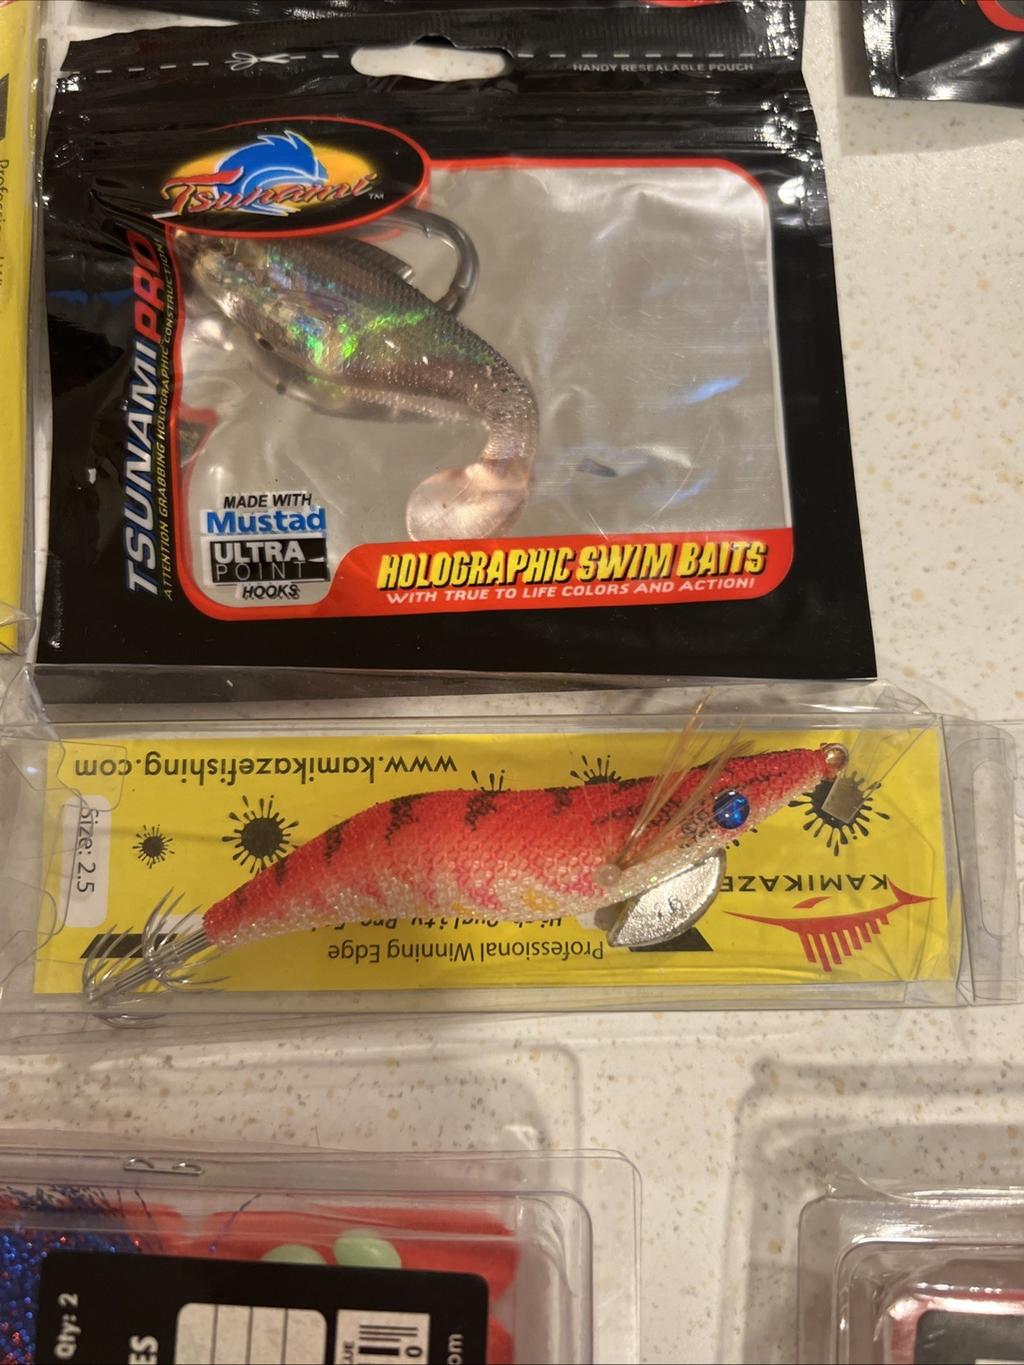 HANDY RESEALABLE POUCH
Tsunami™
TSUNAMI PRO
ATTENTION GRABBING HOLOGRAPHIC CONSTRUCTION!
MADE WITH
Mustad
ULTRA
POINT
HOOKS
HOLOGRAPHIC SWIM BAITS
WITH TRUE TO LIFE COLORS AND ACTION!
www.kamikazefishing.com
Size: 2.5
KAMIKAZE
Professional Winning Edge
Qty: 2